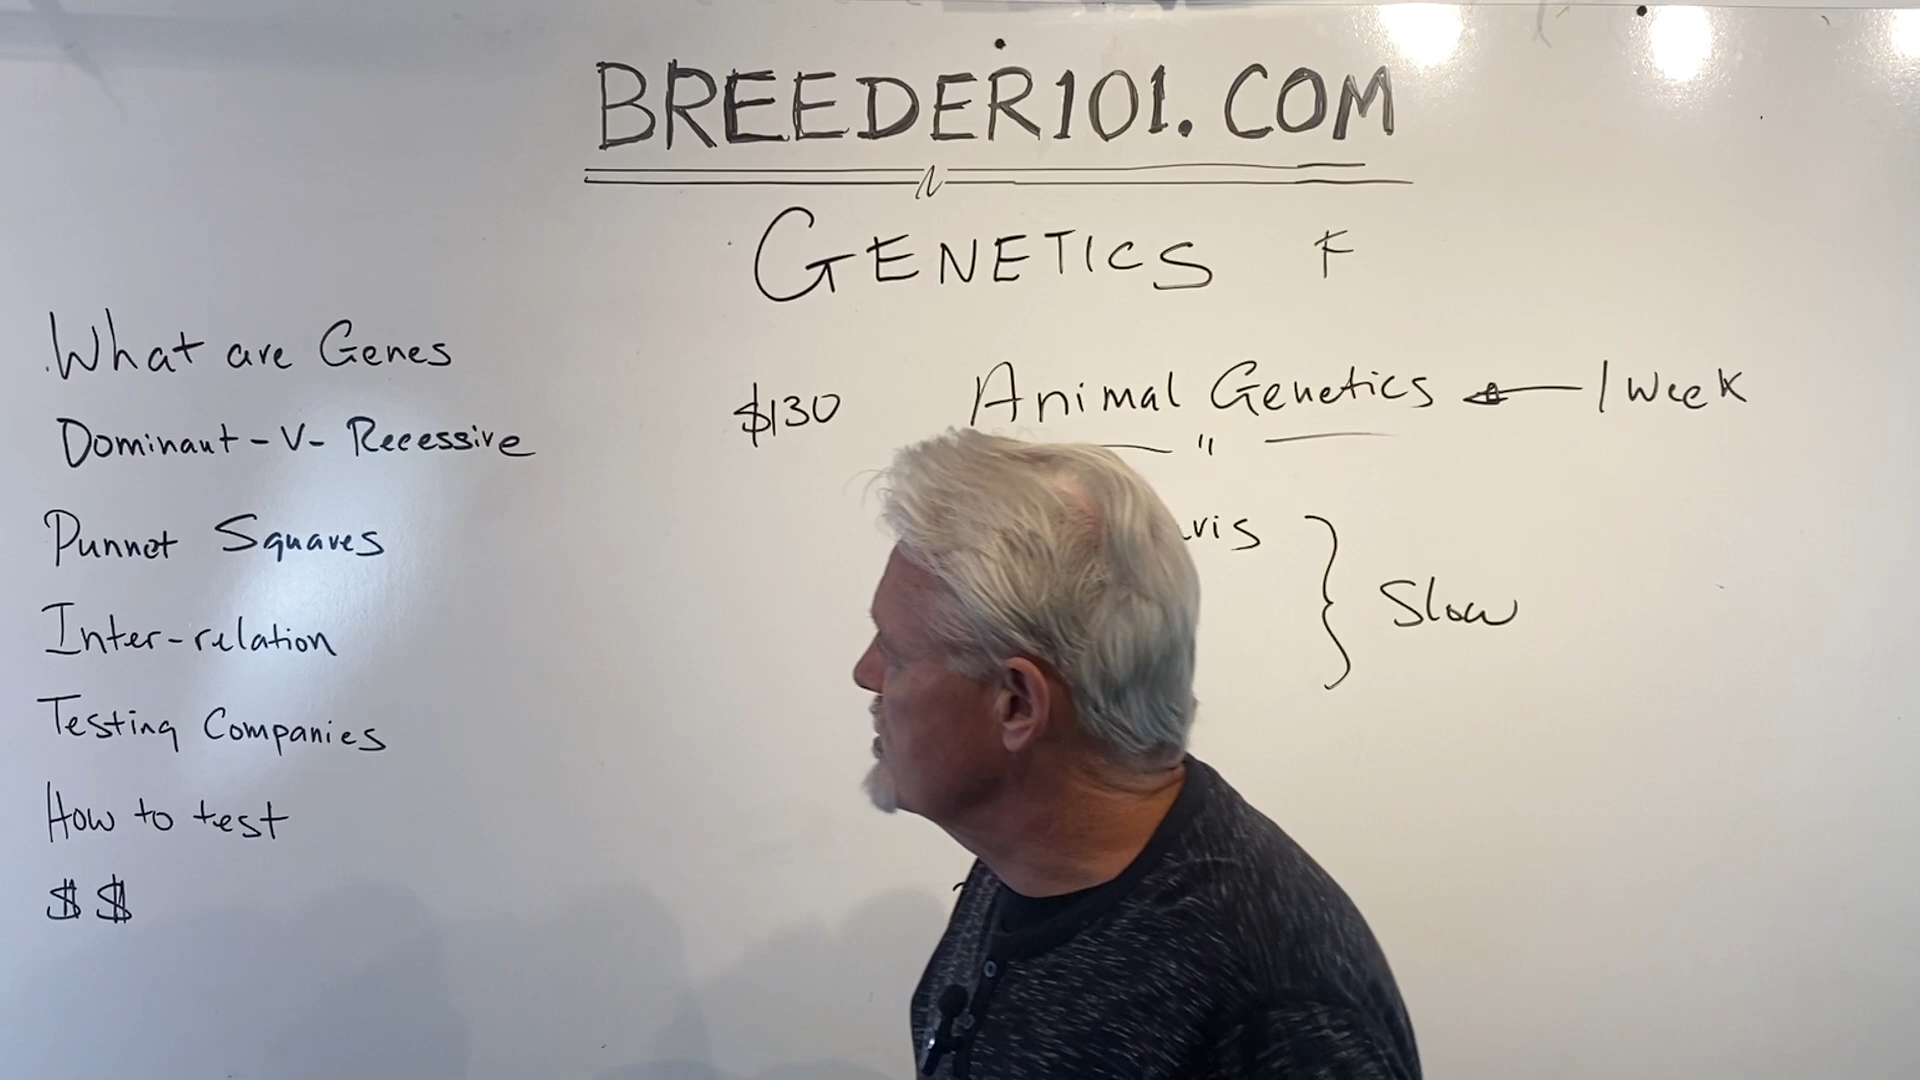 BREEDER101.COM
GENETICS F
What are Genes
Dominant-V-Recessive
Punnet Squares
Inter-relation
Testing Companies
How to test
$$
$130 Animal Genetics ← 1 Week
"
Slow